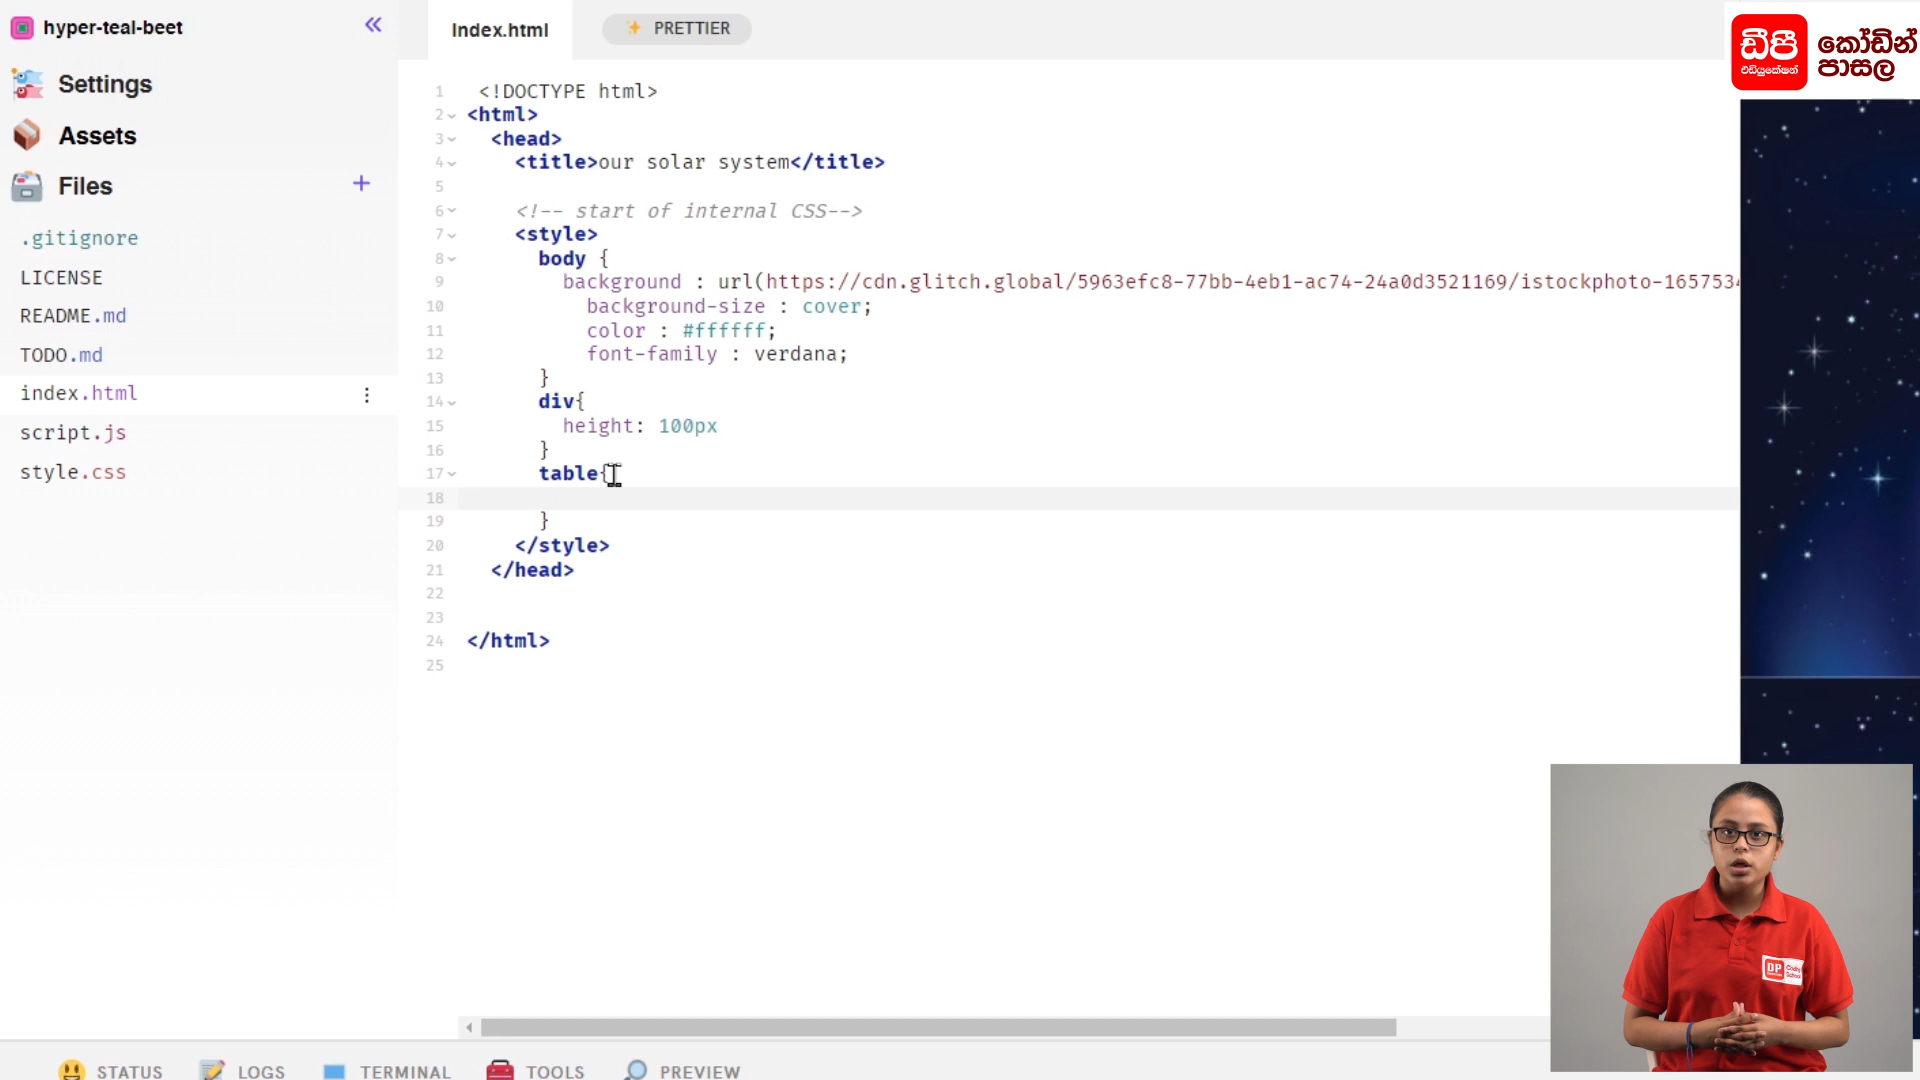 hyper-teal-beet
Settings
Assets
Files
.gitignore
LICENSE
README.md
TODO.md
index.html
script.js
style.css
index.html
PRETTIER
1 <!DOCTYPE html>
2 <html>
3 <head>
4 <title>our solar system</title>
5
6 <!-- start of internal CSS-->
7 <style>
8 body {
9 background : url(https://cdn.glitch.global/5963efc8-77bb-4eb1-ac74-24a0d3521169/istockphoto-165753
10 background-size : cover;
11 color : #ffffff;
12 font-family : verdana;
13 }
14 div{
15 height: 100px
16 }
17 table{
18
19 }
20 </style>
21 </head>
22
23
24 </html>
25
ඩීපී
එඩියුකේෂන්
කෝඩින්
පාසල
DP
Coding
School
STATUS
LOGS
TERMINAL
TOOLS
PREVIEW